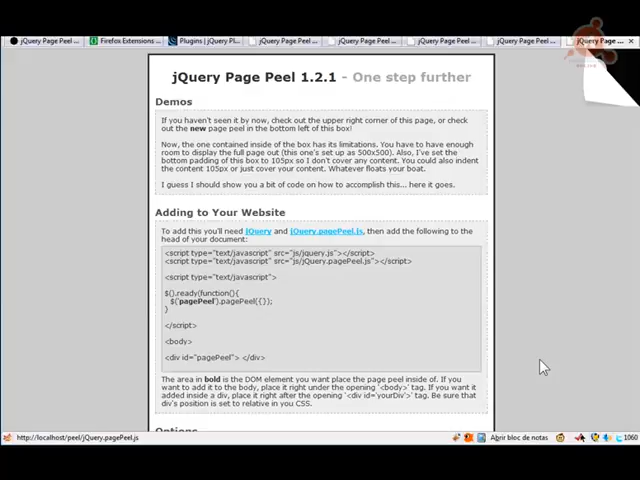 jQuery Page Peel ...
Firefox Extensions ...
Plugins | jQuery Pl...
jQuery Page Peel ...
jQuery Page Peel ...
jQuery Page Peel ...
jQuery Page Peel ...
jQuery Page ...
jQuery Page Peel 1.2.1 - One step further
Demos
If you haven't seen it by now, check out the upper right corner of this page, or check
out the new page peel in the bottom left of this box!
Now, the one contained inside of the box has its limitations. You have to have enough
room to display the full page out (this one's set up as 500x500). Also, I've set the
bottom padding of this box to 105px so I don't cover any content. You could also indent
the content 105px or just cover your content. Whatever floats your boat.
I guess I should show you a bit of code on how to accomplish this... here it goes.
Adding to Your Website
To add this you'll need jQuery and jQuery.pagePeel.js, then add the following to the
head of your document:
<script type="text/javascript" src="js/jquery.js"></script>
<script type="text/javascript" src="js/jQuery.pagePeel.js"></script>
<script type="text/javascript">
$().ready(function(){
$('pagePeel').pagePeel({});
}
</script>
<body>
<div id="pagePeel"> </div>
The area in bold is the DOM element you want place the page peel inside of. If you
want to add it to the body, place it right under the opening '<body>' tag. If you want it
added inside a div, place it right after the opening '<div id='yourDiv'>' tag. Be sure that
div's position is set to relative in you CSS.
Options
http://localhost/peel/jQuery.pagePeel.js
Abrir bloc de notas
1060